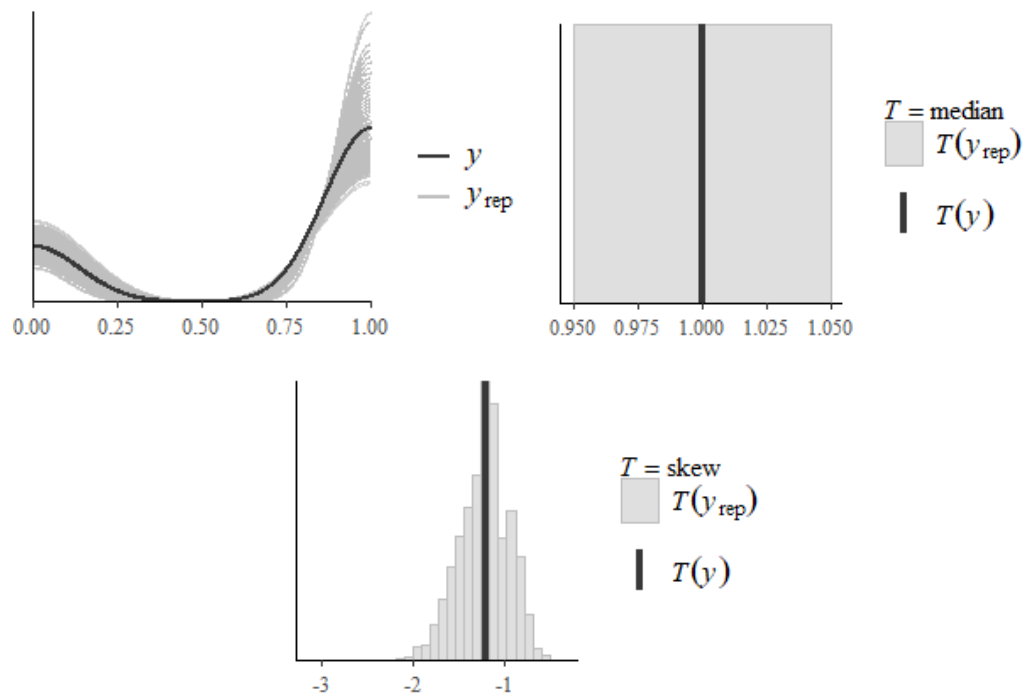 y
y rep
0.00 0.25 0.50 0.75 1.00
T = median
T(y rep)
T(y)
0.950 0.975 1.000 1.025 1.050
T = skew
T(y rep)
T(y)
-3 -2 -1